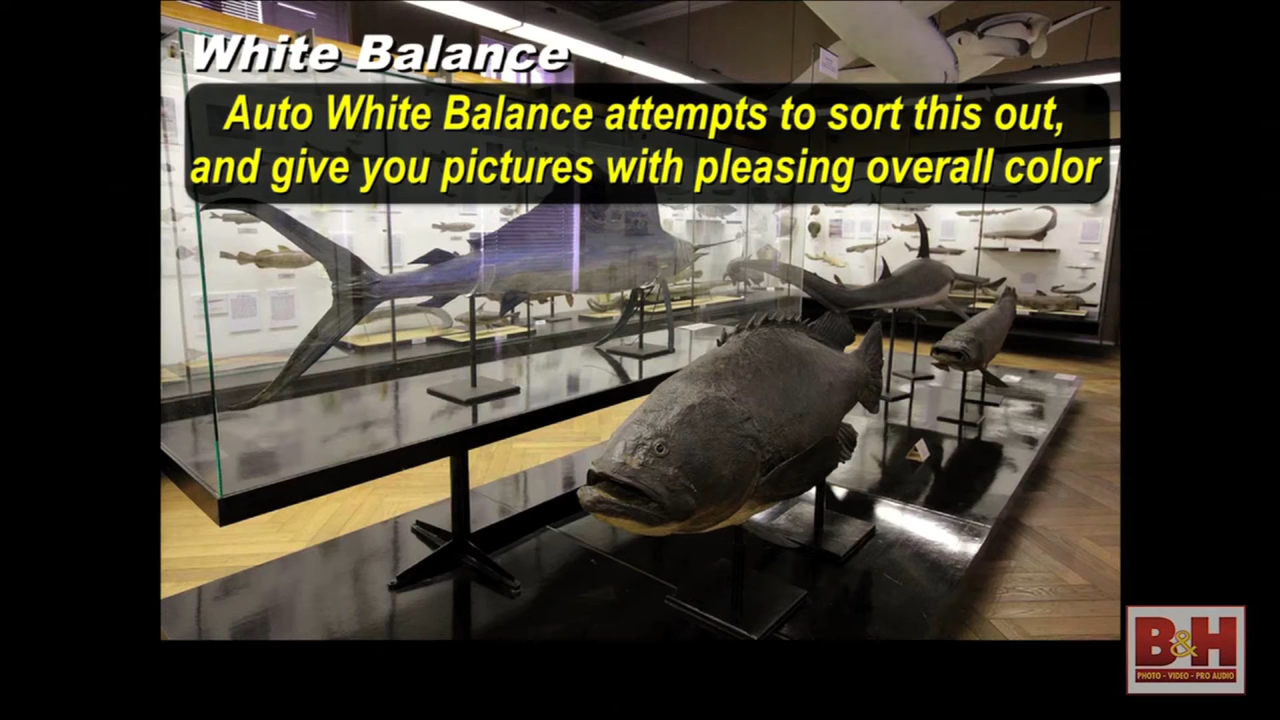 White Balance
Auto White Balance attempts to sort this out,
and give you pictures with pleasing overall color
B&H
PHOTO - VIDEO - PRO AUDIO